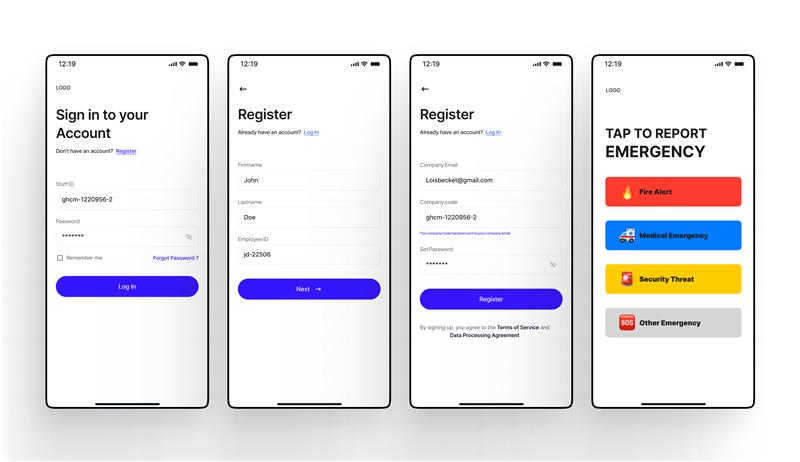 12:19
LOGO
Sign in to your
Account
Don't have an account? Register
Staff ID
ghcm-1220956-2
Password
*******
Remember me
Forgot Password ?
Log In
12:19
Register
Already have an account? Log In
Firstname
John
Lastname
Doe
Employee ID
jd-22506
Next
12:19
Register
Already have an account? Log In
Company Email
Loisbecket@gmail.com
Company code
ghcm-1220956-2
The company code has been sent to your company email.
Set Password
*******
Register
By signing up, you agree to the Terms of Service and
Data Processing Agreement
12:19
LOGO
TAP TO REPORT
EMERGENCY
Fire Alert
Medical Emergency
Security Threat
SOS
Other Emergency